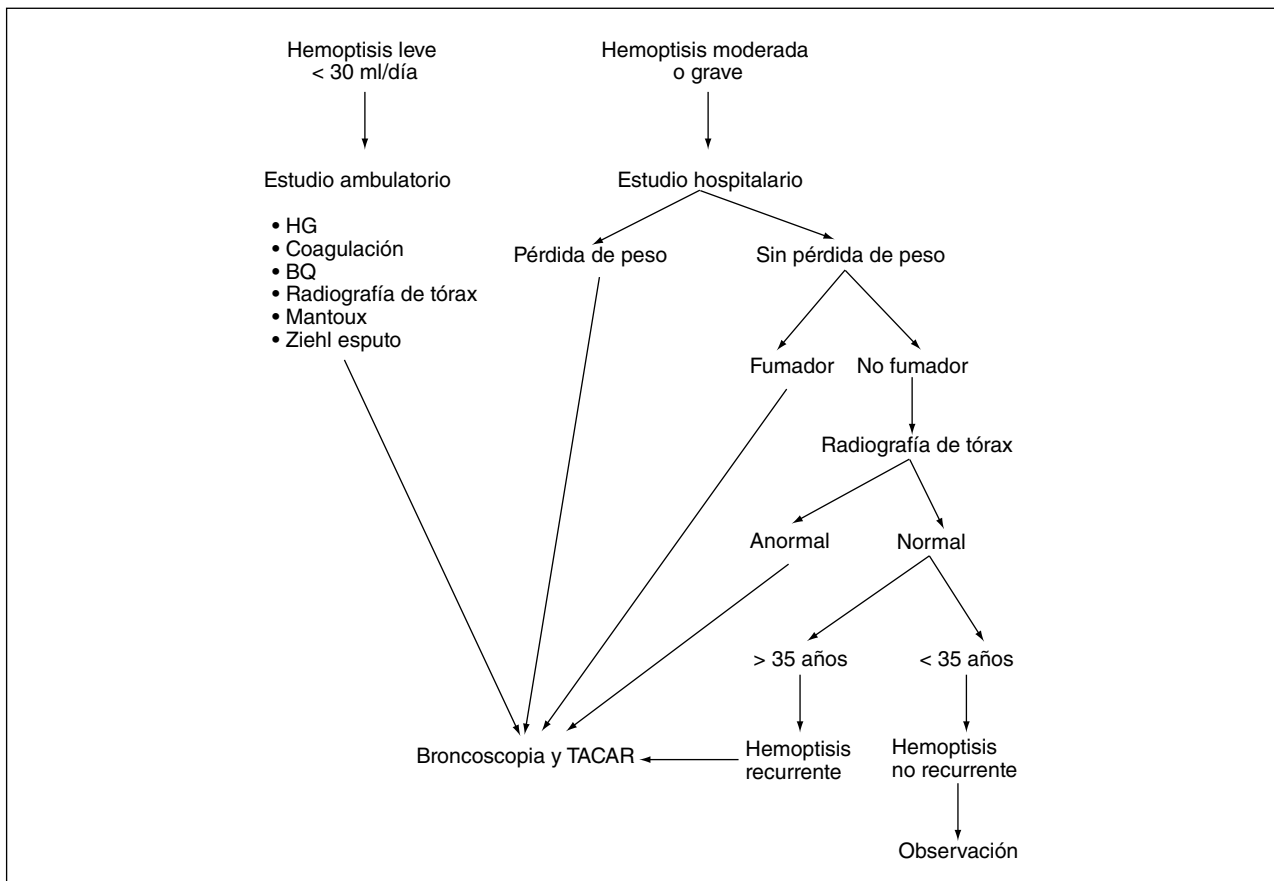 Hemoptisis leve
< 30 ml/día
Hemoptisis moderada
o grave
Estudio ambulatorio
• HG
• Coagulación
• BQ
• Radiografía de tórax
• Mantoux
• Ziehl esputo
Estudio hospitalario
Pérdida de peso
Sin pérdida de peso
Fumador
No fumador
Radiografía de tórax
Anormal
Normal
> 35 años
< 35 años
Broncoscopia y TACAR
Hemoptisis
recurrente
Hemoptisis
no recurrente
Observación